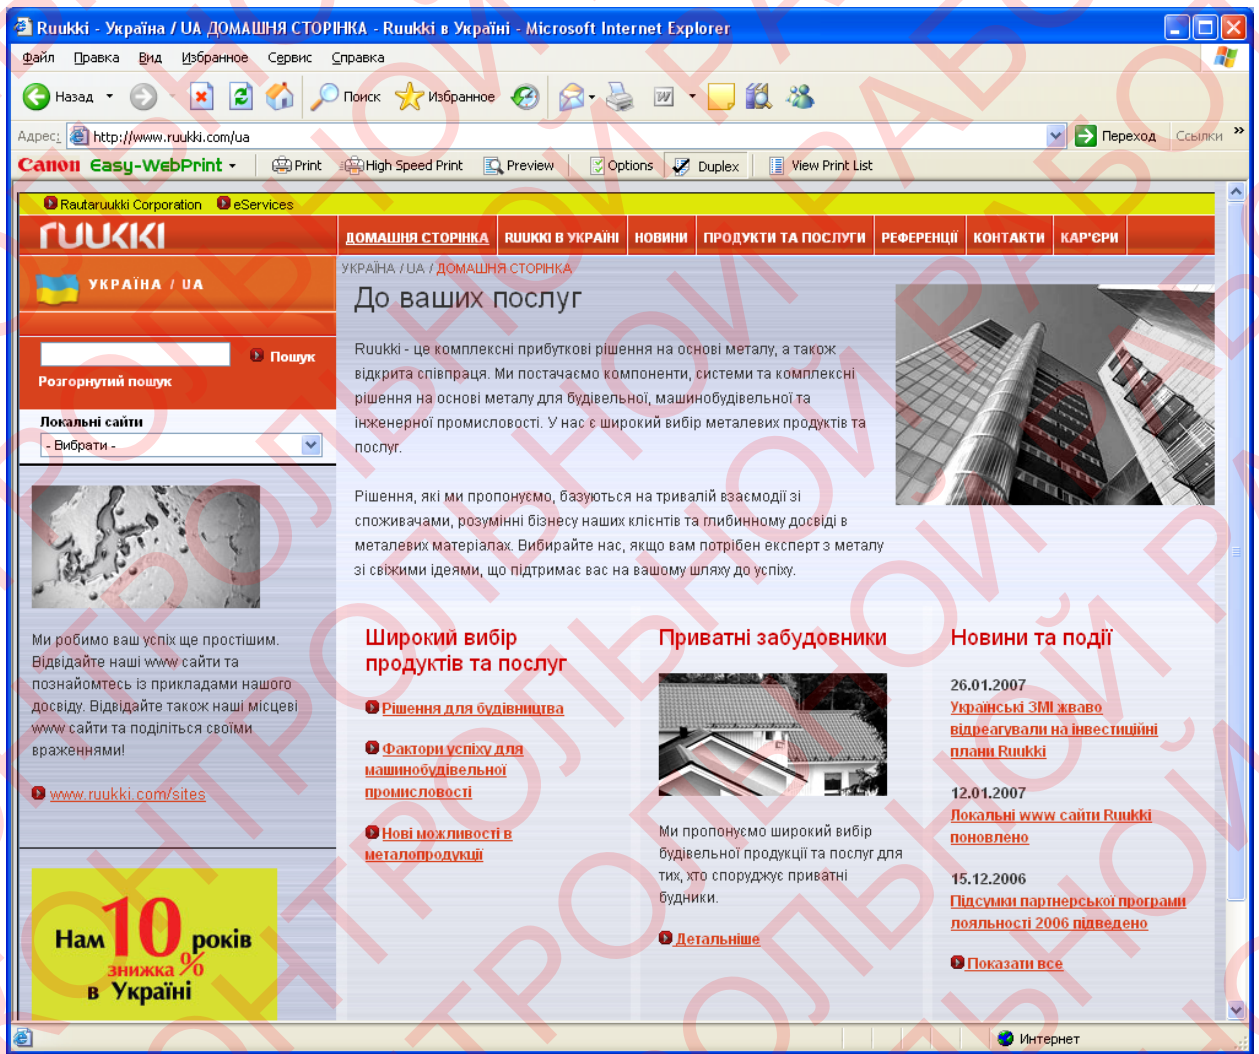 Ruukki - Україна / UA ДОМАШНЯ СТОРІНКА - Ruukki в Україні - Microsoft Internet Explorer
Файл Правка Вид Избранное Сервис Справка
Назад Поиск Избранное
Адрес: http://www.ruukki.com/ua Переход Ссылки »
Canon Easy-WebPrint Print High Speed Print Preview Options Duplex View Print List
Rautaruukki Corporation eServices
RUUKKI ДОМАШНЯ СТОРІНКА RUUKKI В УКРАЇНІ НОВИНИ ПРОДУКТИ ТА ПОСЛУГИ РЕФЕРЕНЦІЇ КОНТАКТИ КАР'ЄРИ
УКРАЇНА / UA
Пошук
Розгорнутий пошук
Локальні сайти
- Вибрати -
Ми робимо ваш успіх ще простішим.
Відвідайте наші www сайти та
познайомтесь із прикладами нашого
досвіду. Відвідайте також наші місцеві
www сайти та поділіться своїми
враженнями!
www.ruukki.com/sites
Нам 10 років
знижка %
в Україні
УКРАЇНА / UA / ДОМАШНЯ СТОРІНКА
До ваших послуг
Ruukki - це комплексні прибуткові рішення на основі металу, а також
відкрита співпраця. Ми постачаємо компоненти, системи та комплексні
рішення на основі металу для будівельної, машинобудівельної та
інженерної промисловості. У нас є широкий вибір металевих продуктів та
послуг.
Рішення, які ми пропонуємо, базуються на тривалій взаємодії зі
споживачами, розумінні бізнесу наших клієнтів та глибинному досвіді в
металевих матеріалах. Вибирайте нас, якщо вам потрібен експерт з металу
зі свіжими ідеями, що підтримає вас на вашому шляху до успіху.
Широкий вибір
продуктів та послуг
Рішення для будівництва
Фактори успіху для
машинобудівельної
промисловості
Нові можливості в
металопродукції
Приватні забудовники
Ми пропонуємо широкий вибір
будівельної продукції та послуг для
тих, хто споруджує приватні
будники.
Детальніше
Новини та події
26.01.2007
Українські ЗМІ жваво
відреагували на інвестиційні
плани Ruukki
12.01.2007
Локальні www сайти Ruukki
поновлено
15.12.2006
Підсумки партнерської програми
лояльності 2006 підведено
Показати все
Интернет